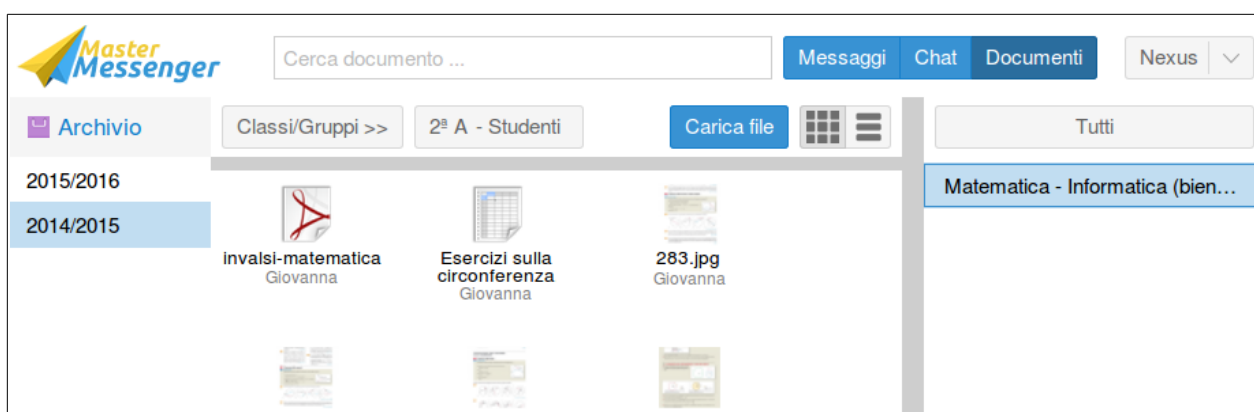 Master
Messenger
Cerca documento ...
Messaggi
Chat
Documenti
Nexus
Archivio
Classi/Gruppi >>
2ª A - Studenti
Carica file
Tutti
2015/2016
2014/2015
invalsi-matematica
Giovanna
Esercizi sulla
circonferenza
Giovanna
283.jpg
Giovanna
Matematica - Informatica (bien...